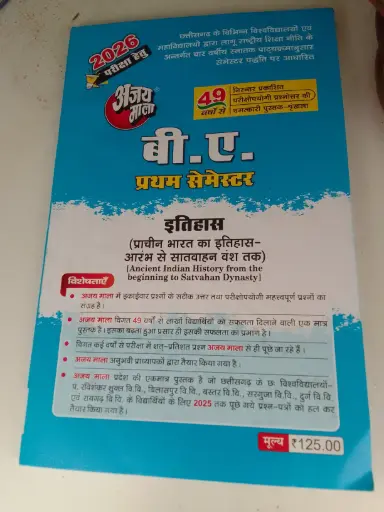 2026
परीक्षा हेतु
छत्तीसगढ़ के विभिन्न विश्वविद्यालयों एवं
महाविद्यालयों द्वारा लागू राष्ट्रीय शिक्षा नीति के
अन्तर्गत चार वर्षीय स्नातक पाठ्यक्रमानुसार
सेमेस्टर पद्धति पर आधारित
अजय
माला
49
वर्षों से
निरन्तर प्रकाशित
परीक्षोपयोगी प्रश्नोत्तर की
चमत्कारी पुस्तक-श्रृंखला
बी.ए.
प्रथम सेमेस्टर
इतिहास
(प्राचीन भारत का इतिहास-
आरंभ से सातवाहन वंश तक)
[Ancient Indian History from the
beginning to Satvahan Dynasty]
विशेषताएँ
• अजय माला में इकाईवार प्रश्नों के सटीक उत्तर तथा परीक्षोपयोगी महत्वपूर्ण प्रश्नों का
संग्रह है।
• अजय माला विगत 49 वर्षों से लाखों विद्यार्थियों को सफलता दिलाने वाली एक मात्र
पुस्तक है। इसका बढ़ता हुआ प्रसार ही इसकी सफलता का प्रमाण है।
• विगत कई वर्षों से परीक्षा में शत्-प्रतिशत प्रश्न अजय माला से ही पूछे जा रहे हैं।
• अजय माला अनुभवी प्राध्यापकों द्वारा तैयार किया गया है।
• अजय माला प्रदेश की एकमात्र पुस्तक है जो छत्तीसगढ़ के छः विश्वविद्यालयों-
पं. रविशंकर शुक्ल वि.वि., बिलासपुर वि.वि., बस्तर वि.वि., सरगुजा वि.वि., दुर्ग वि.वि.
एवं रायगढ़ वि.वि. के विद्यार्थियों के लिए 2025 तक पूछे गये प्रश्न-पत्रों को हल कर
तैयार किया गया है।
मूल्य ₹125.00